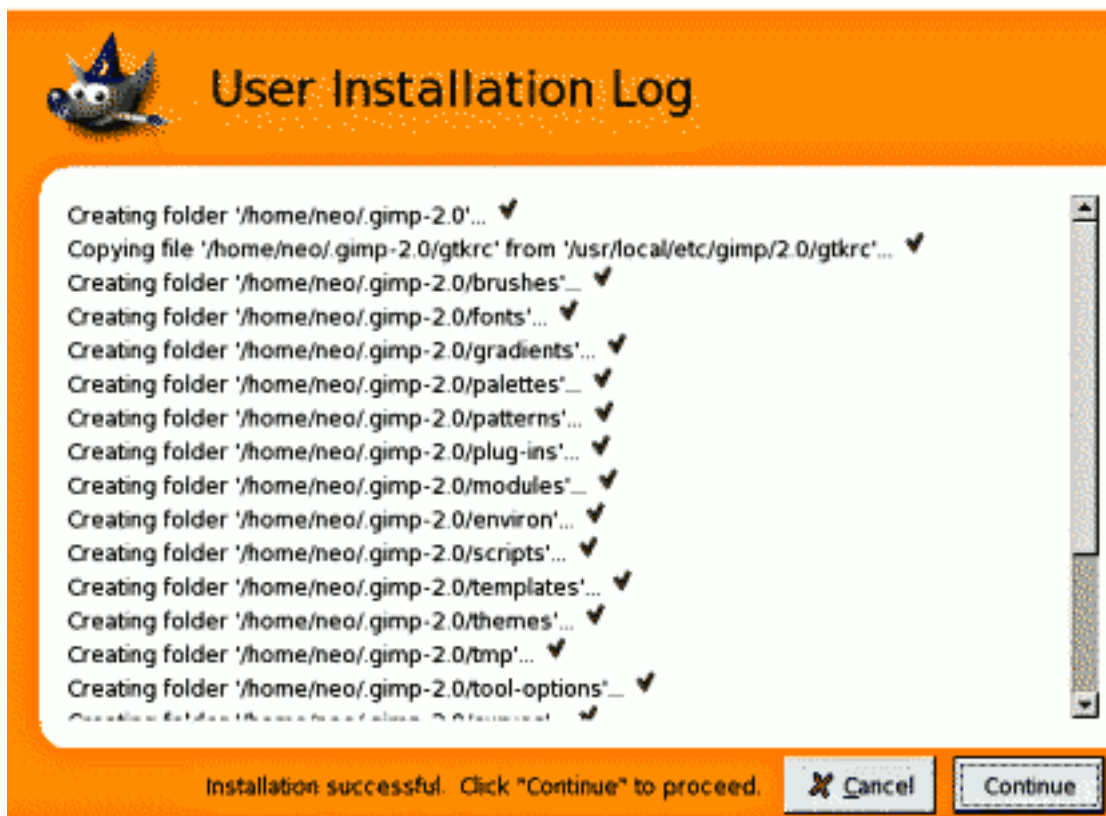 User Installation Log
Creating folder '/home/neo/.gimp-2.0'...
Copying file '/home/neo/.gimp-2.0/gtkrc' from '/usr/local/etc/gimp/2.0/gtkrc'...
Creating folder '/home/neo/.gimp-2.0/brushes'...
Creating folder '/home/neo/.gimp-2.0/fonts'...
Creating folder '/home/neo/.gimp-2.0/gradients'...
Creating folder '/home/neo/.gimp-2.0/palettes'...
Creating folder '/home/neo/.gimp-2.0/patterns'...
Creating folder '/home/neo/.gimp-2.0/plug-ins'...
Creating folder '/home/neo/.gimp-2.0/modules'...
Creating folder '/home/neo/.gimp-2.0/environ'...
Creating folder '/home/neo/.gimp-2.0/scripts'...
Creating folder '/home/neo/.gimp-2.0/templates'...
Creating folder '/home/neo/.gimp-2.0/themes'...
Creating folder '/home/neo/.gimp-2.0/tmp'...
Creating folder '/home/neo/.gimp-2.0/tool-options'...
Installation successful. Click "Continue" to proceed.
Cancel
Continue